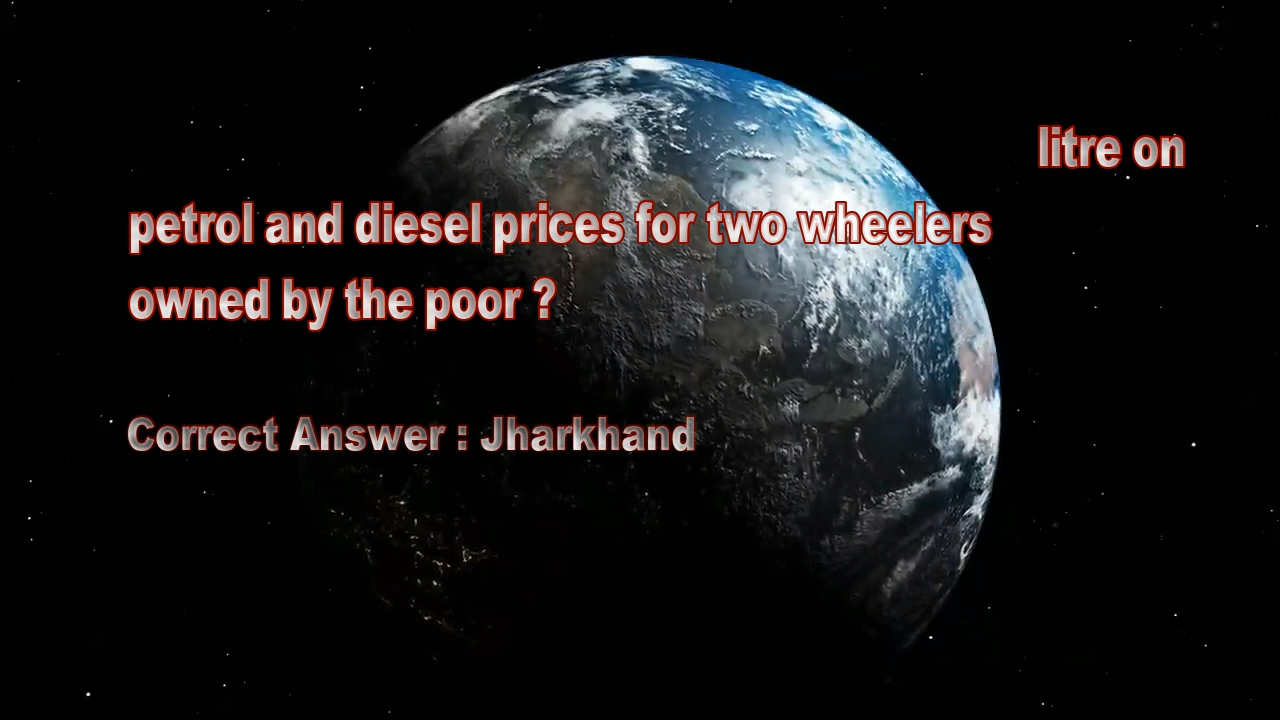 litre on
petrol and diesel prices for two wheelers
owned by the poor ?
Correct Answer : Jharkhand